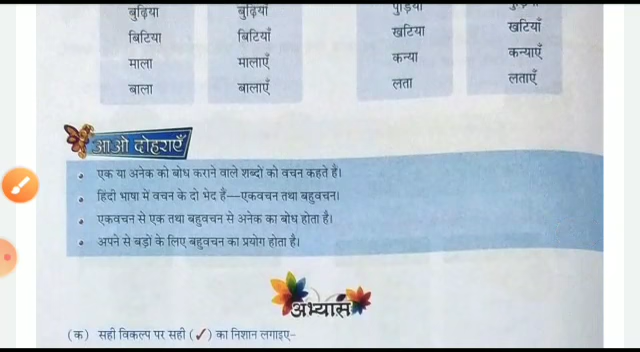 बुढ़िया बुढ़ियाँ पुड़िया
बिटिया बिटियाँ खटिया खटियाँ
माला मालाएँ कन्या कन्याएँ
बाला बालाएँ लता लताएँ
आओ दोहराएँ
एक या अनेक को बोध कराने वाले शब्दों को वचन कहते हैं।
हिंदी भाषा में वचन के दो भेद हैं—एकवचन तथा बहुवचन।
एकवचन से एक तथा बहुवचन से अनेक का बोध होता है।
अपने से बड़ों के लिए बहुवचन का प्रयोग होता है।
अभ्यास
(क) सही विकल्प पर सही (✓) का निशान लगाइए–